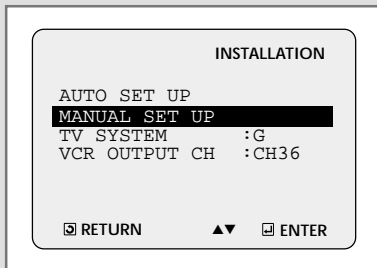 INSTALLATION
AUTO SET UP
MANUAL SET UP
TV SYSTEM :G
VCR OUTPUT CH :CH36
RETURN ▲▼ ENTER